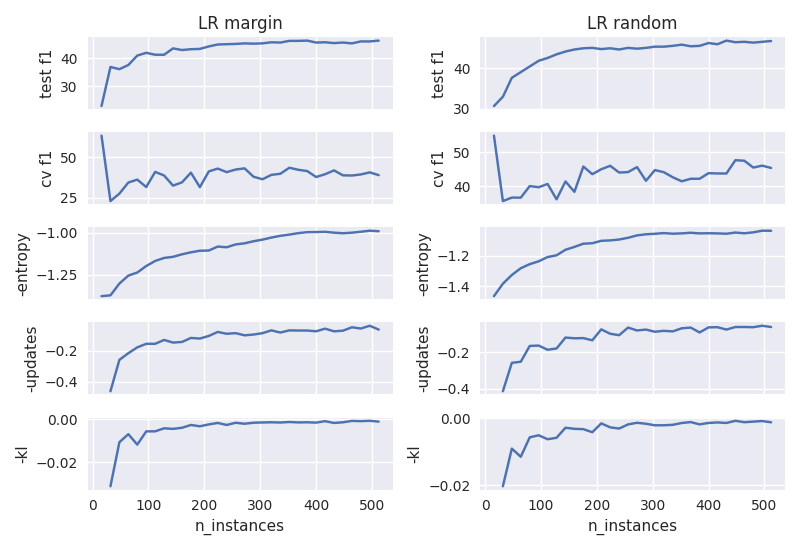 LR margin
LR random
test f1
40
30
test f1
40
30
cv f1
50
25
cv f1
50
40
-entropy
−1.00
−1.25
-entropy
−1.2
−1.4
-updates
−0.2
−0.4
-updates
−0.2
−0.4
-kl
0.00
−0.02
-kl
0.00
−0.02
0 100 200 300 400 500
0 100 200 300 400 500
n_instances
n_instances